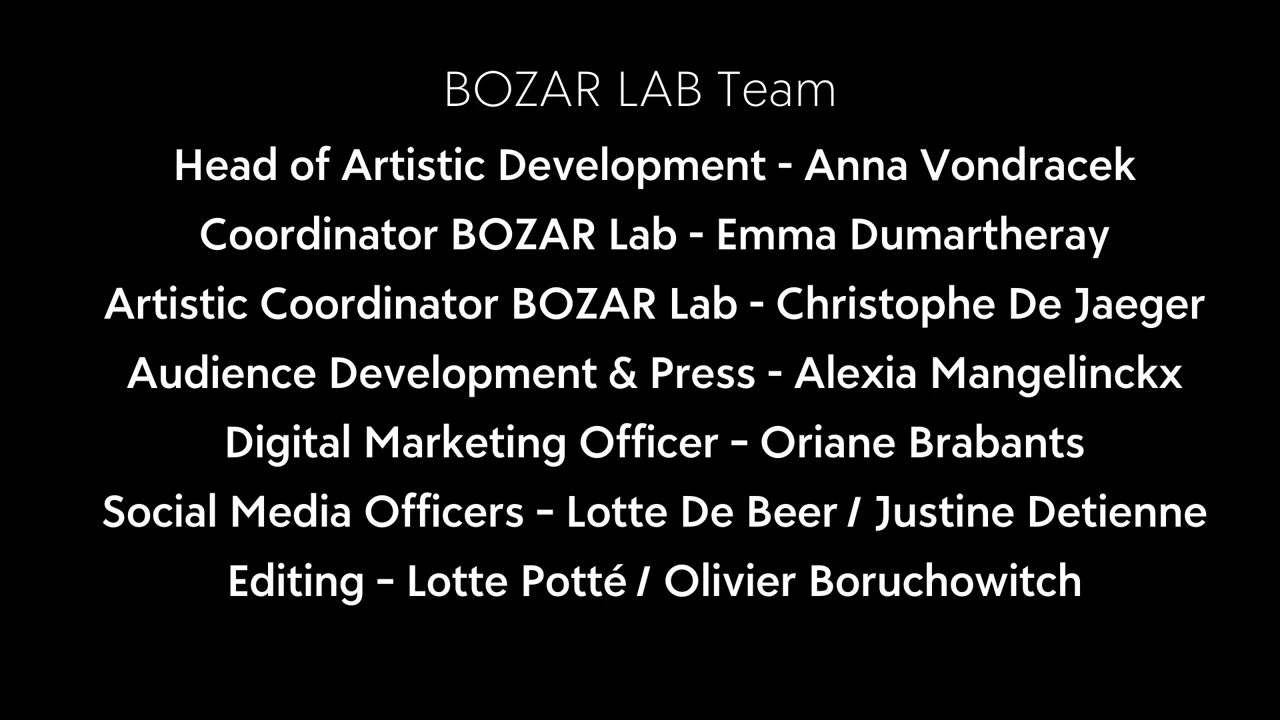 BOZAR LAB Team
Head of Artistic Development - Anna Vondracek
Coordinator BOZAR Lab - Emma Dumartheray
Artistic Coordinator BOZAR Lab - Christophe De Jaeger
Audience Development & Press - Alexia Mangelinckx
Digital Marketing Officer – Oriane Brabants
Social Media Officers – Lotte De Beer / Justine Detienne
Editing – Lotte Potté / Olivier Boruchowitch